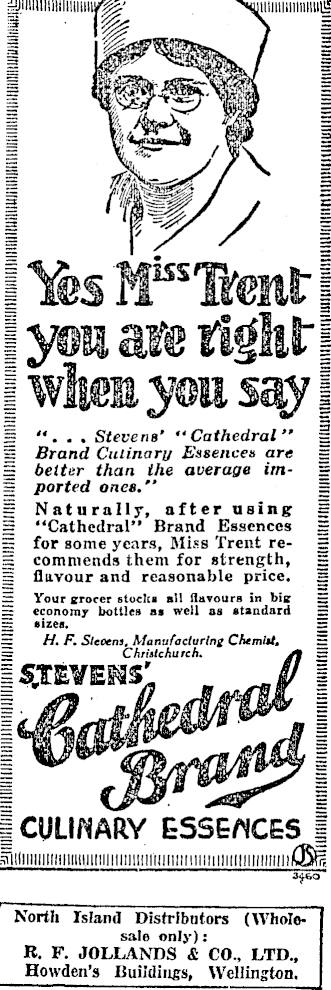 Yes Miss Trent
you are right
when you say
". . . Stevens' "Cathedral"
Brand Culinary Essences are
better than the average im-
ported ones."
Naturally, after using
"Cathedral" Brand Essences
for some years, Miss Trent re-
commends them for strength,
flavour and reasonable price.
Your grocer stocks all flavours in big
economy bottles as well as standard
sizes.
H. F. Stevens, Manufacturing Chemist,
Christchurch.
STEVENS'
Cathedral
Brand
CULINARY ESSENCES
JS
3460
North Island Distributors (Whole-
sale only):
R. F. JOLLANDS & CO., LTD.,
Howden's Buildings, Wellington.